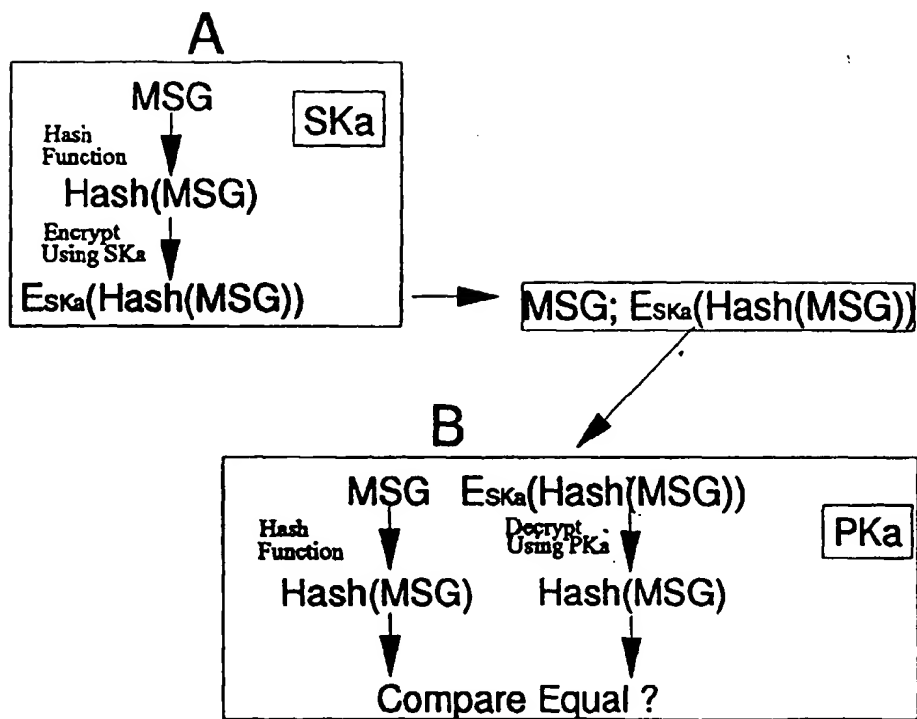 A
MSG
SKa
Hash
Function
Hash(MSG)
Encrypt
Using SKa
ESKa(Hash(MSG))
MSG; ESKa(Hash(MSG))
B
MSG ESKa(Hash(MSG))
PKa
Hash
Function
Decrypt
Using PKa
Hash(MSG) Hash(MSG)
Compare Equal ?